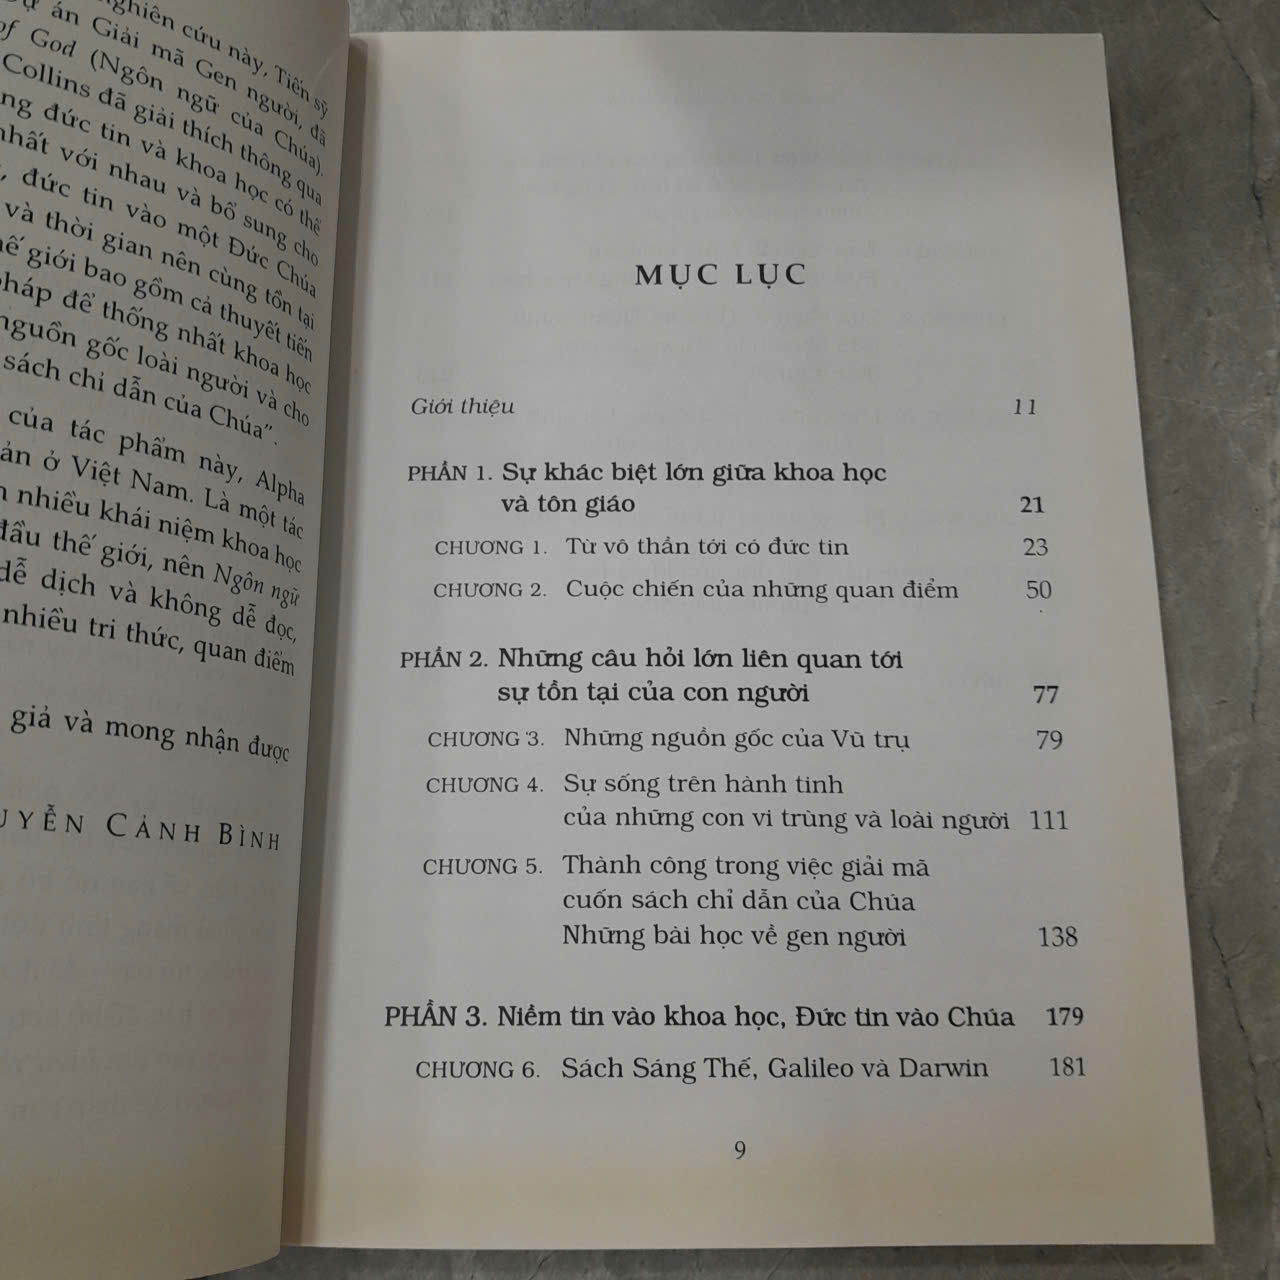 nghiên cứu này, Tiến sỹ
án Giải mã Gen người, đã
of God (Ngôn ngữ của Chúa).
Collins đã giải thích thông qua
đức tin và khoa học có thể
nhất với nhau và bổ sung cho
đức tin vào một Đức Chúa
và thời gian nên cùng tồn tại
giới bao gồm cả thuyết tiến
pháp để thống nhất khoa học
nguồn gốc loài người và cho
sách chỉ dẫn của Chúa”.
của tác phẩm này, Alpha
ở Việt Nam. Là một tác
nhiều khái niệm khoa học
đầu thế giới, nên Ngôn ngữ
dễ dịch và không dễ đọc,
nhiều tri thức, quan điểm
giả và mong nhận được
CẢNH BÌNH
MỤC LỤC
Giới thiệu 11
PHẦN 1. Sự khác biệt lớn giữa khoa học
và tôn giáo 21
CHƯƠNG 1. Từ vô thần tới có đức tin 23
CHƯƠNG 2. Cuộc chiến của những quan điểm 50
PHẦN 2. Những câu hỏi lớn liên quan tới
sự tồn tại của con người 77
CHƯƠNG 3. Những nguồn gốc của Vũ trụ 79
CHƯƠNG 4. Sự sống trên hành tinh
của những con vi trùng và loài người 111
CHƯƠNG 5. Thành công trong việc giải mã
cuốn sách chỉ dẫn của Chúa
Những bài học về gen người 138
PHẦN 3. Niềm tin vào khoa học, Đức tin vào Chúa 179
CHƯƠNG 6. Sách Sáng Thế, Galileo và Darwin 181
9